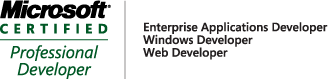 Microsoft®
CERTIFIED
Professional
Developer
Enterprise Applications Developer
Windows Developer
Web Developer